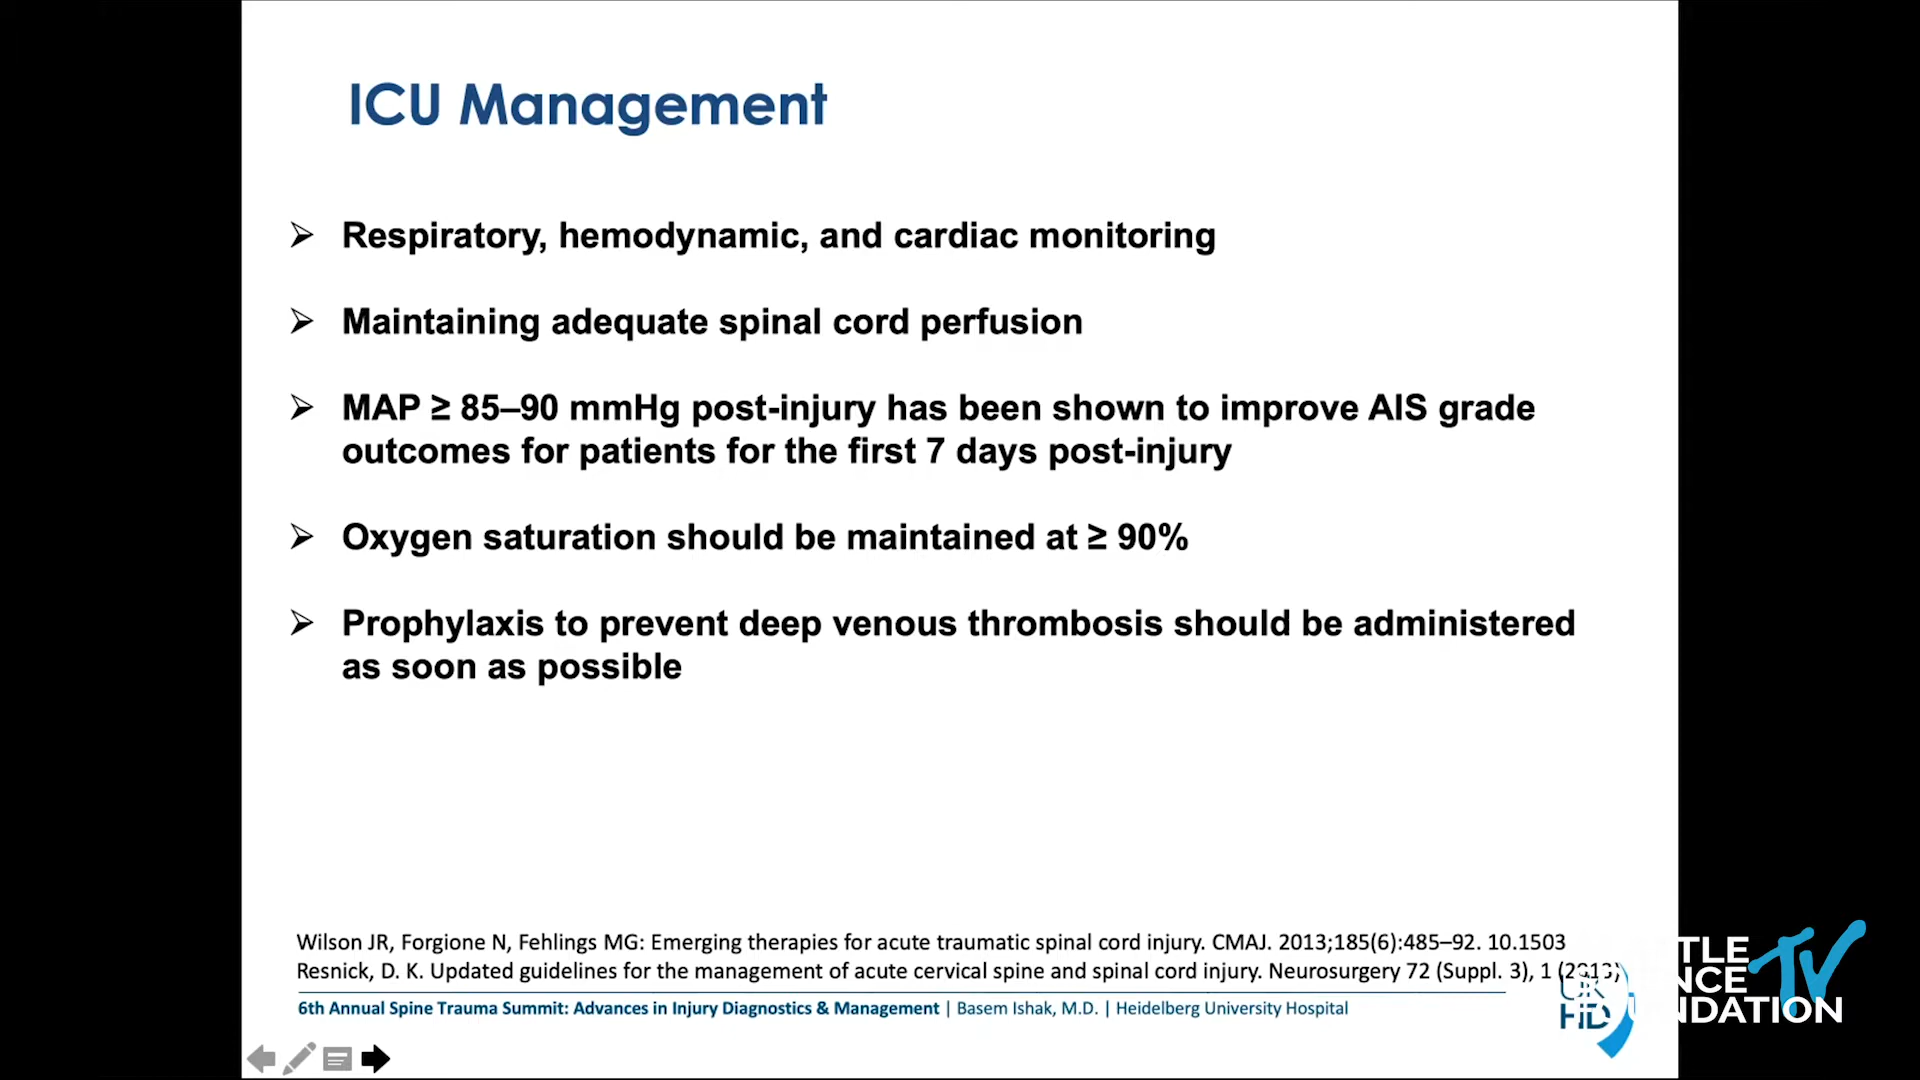 ICU Management
Respiratory, hemodynamic, and cardiac monitoring
Maintaining adequate spinal cord perfusion
MAP ≥ 85–90 mmHg post-injury has been shown to improve AIS grade
outcomes for patients for the first 7 days post-injury
Oxygen saturation should be maintained at ≥ 90%
Prophylaxis to prevent deep venous thrombosis should be administered
as soon as possible
Wilson JR, Forgione N, Fehlings MG: Emerging therapies for acute traumatic spinal cord injury. CMAJ. 2013;185(6):485–92. 10.1503
Resnick, D. K. Updated guidelines for the management of acute cervical spine and spinal cord injury. Neurosurgery 72 (Suppl. 3), 1 (2013)
6th Annual Spine Trauma Summit: Advances in Injury Diagnostics & Management | Basem Ishak, M.D. | Heidelberg University Hospital
TV